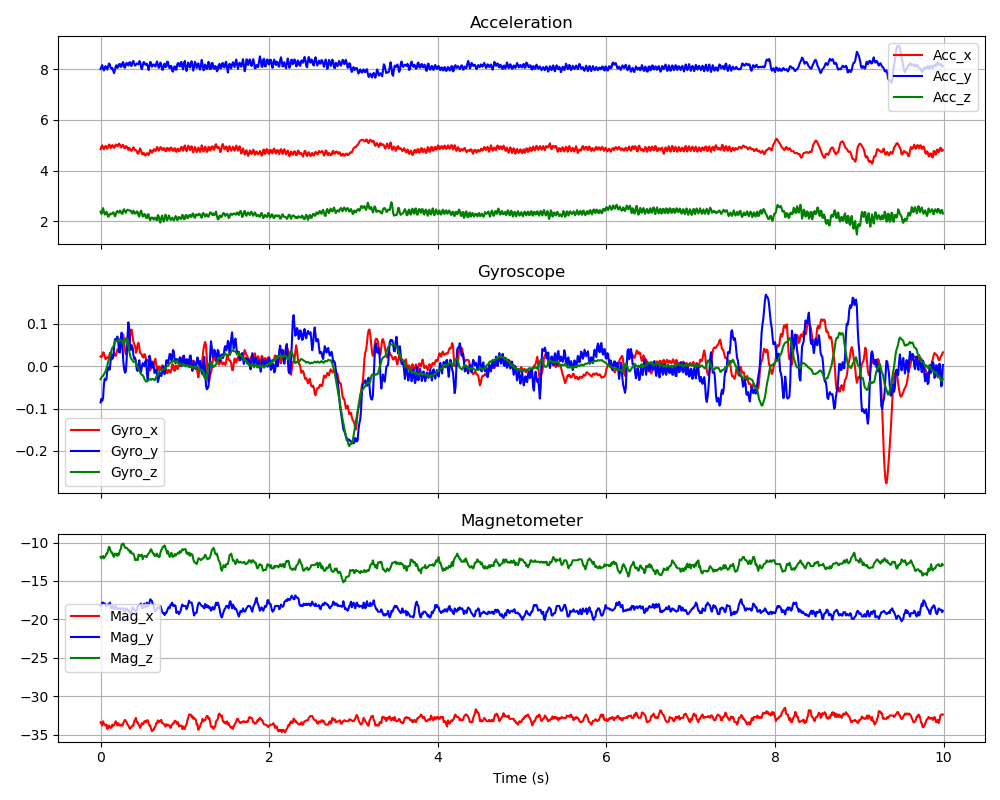 Acceleration
8
6
4
2
Acc_x
Acc_y
Acc_z
Gyroscope
0.1
0.0
−0.1
−0.2
Gyro_x
Gyro_y
Gyro_z
Magnetometer
−10
−15
−20
−25
−30
−35
Mag_x
Mag_y
Mag_z
0 2 4 6 8 10
Time (s)